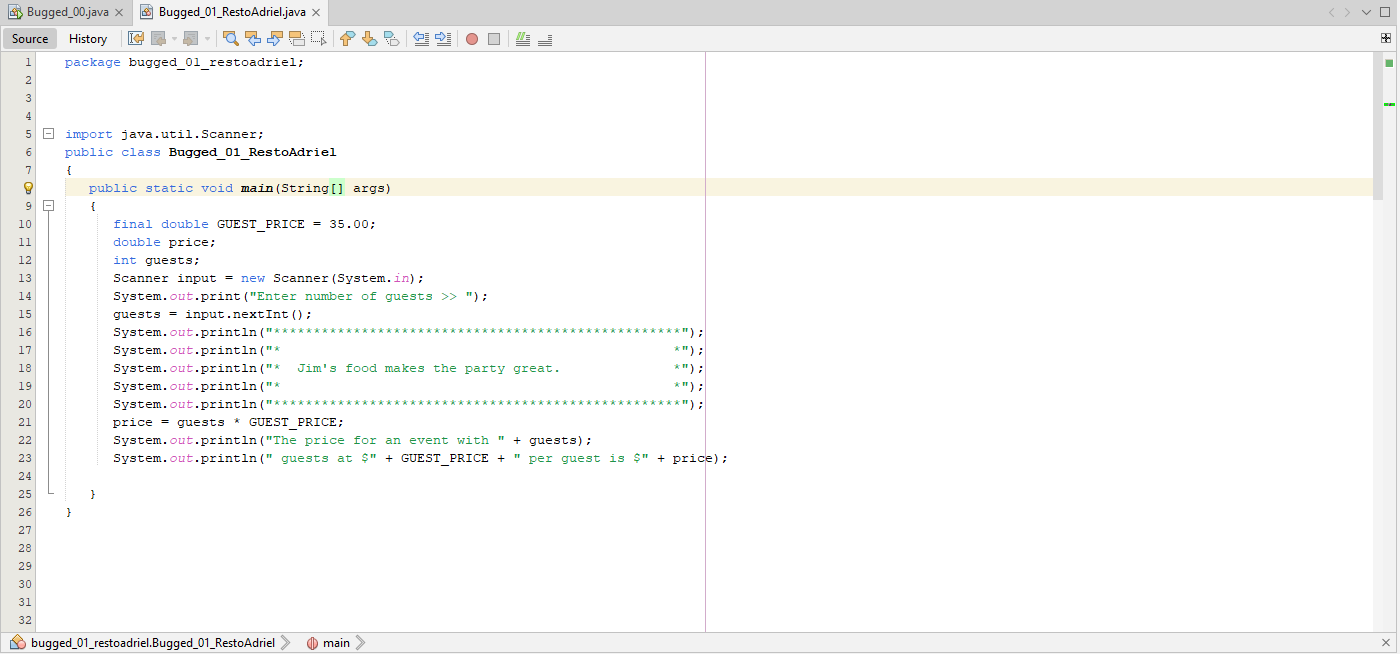 Bugged_00.java
Bugged_01_RestoAdriel.java
Source History
1 package bugged_01_restoadriel;
2
3
4
5 import java.util.Scanner;
6 public class Bugged_01_RestoAdriel
7 {
public static void main(String[] args)
9 {
10 final double GUEST_PRICE = 35.00;
11 double price;
12 int guests;
13 Scanner input = new Scanner(System.in);
14 System.out.print("Enter number of guests >> ");
15 guests = input.nextInt();
16 System.out.println("***************************************************");
17 System.out.println("*                                                 *");
18 System.out.println("*  Jim's food makes the party great.              *");
19 System.out.println("*                                                 *");
20 System.out.println("***************************************************");
21 price = guests * GUEST_PRICE;
22 System.out.println("The price for an event with " + guests);
23 System.out.println(" guests at $" + GUEST_PRICE + " per guest is $" + price);
24
25 }
26 }
27
28
29
30
31
32
bugged_01_restoadriel.Bugged_01_RestoAdriel main